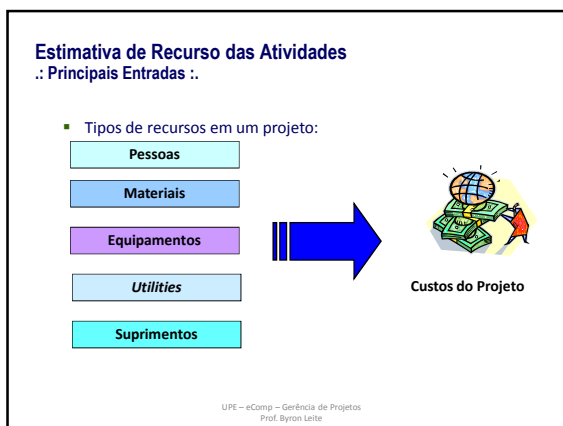 Estimativa de Recurso das Atividades
.: Principais Entradas :.
Tipos de recursos em um projeto:
Pessoas
Materiais
Equipamentos
Utilities
Suprimentos
Custos do Projeto
UPE – eComp – Gerência de Projetos
Prof. Byron Leite